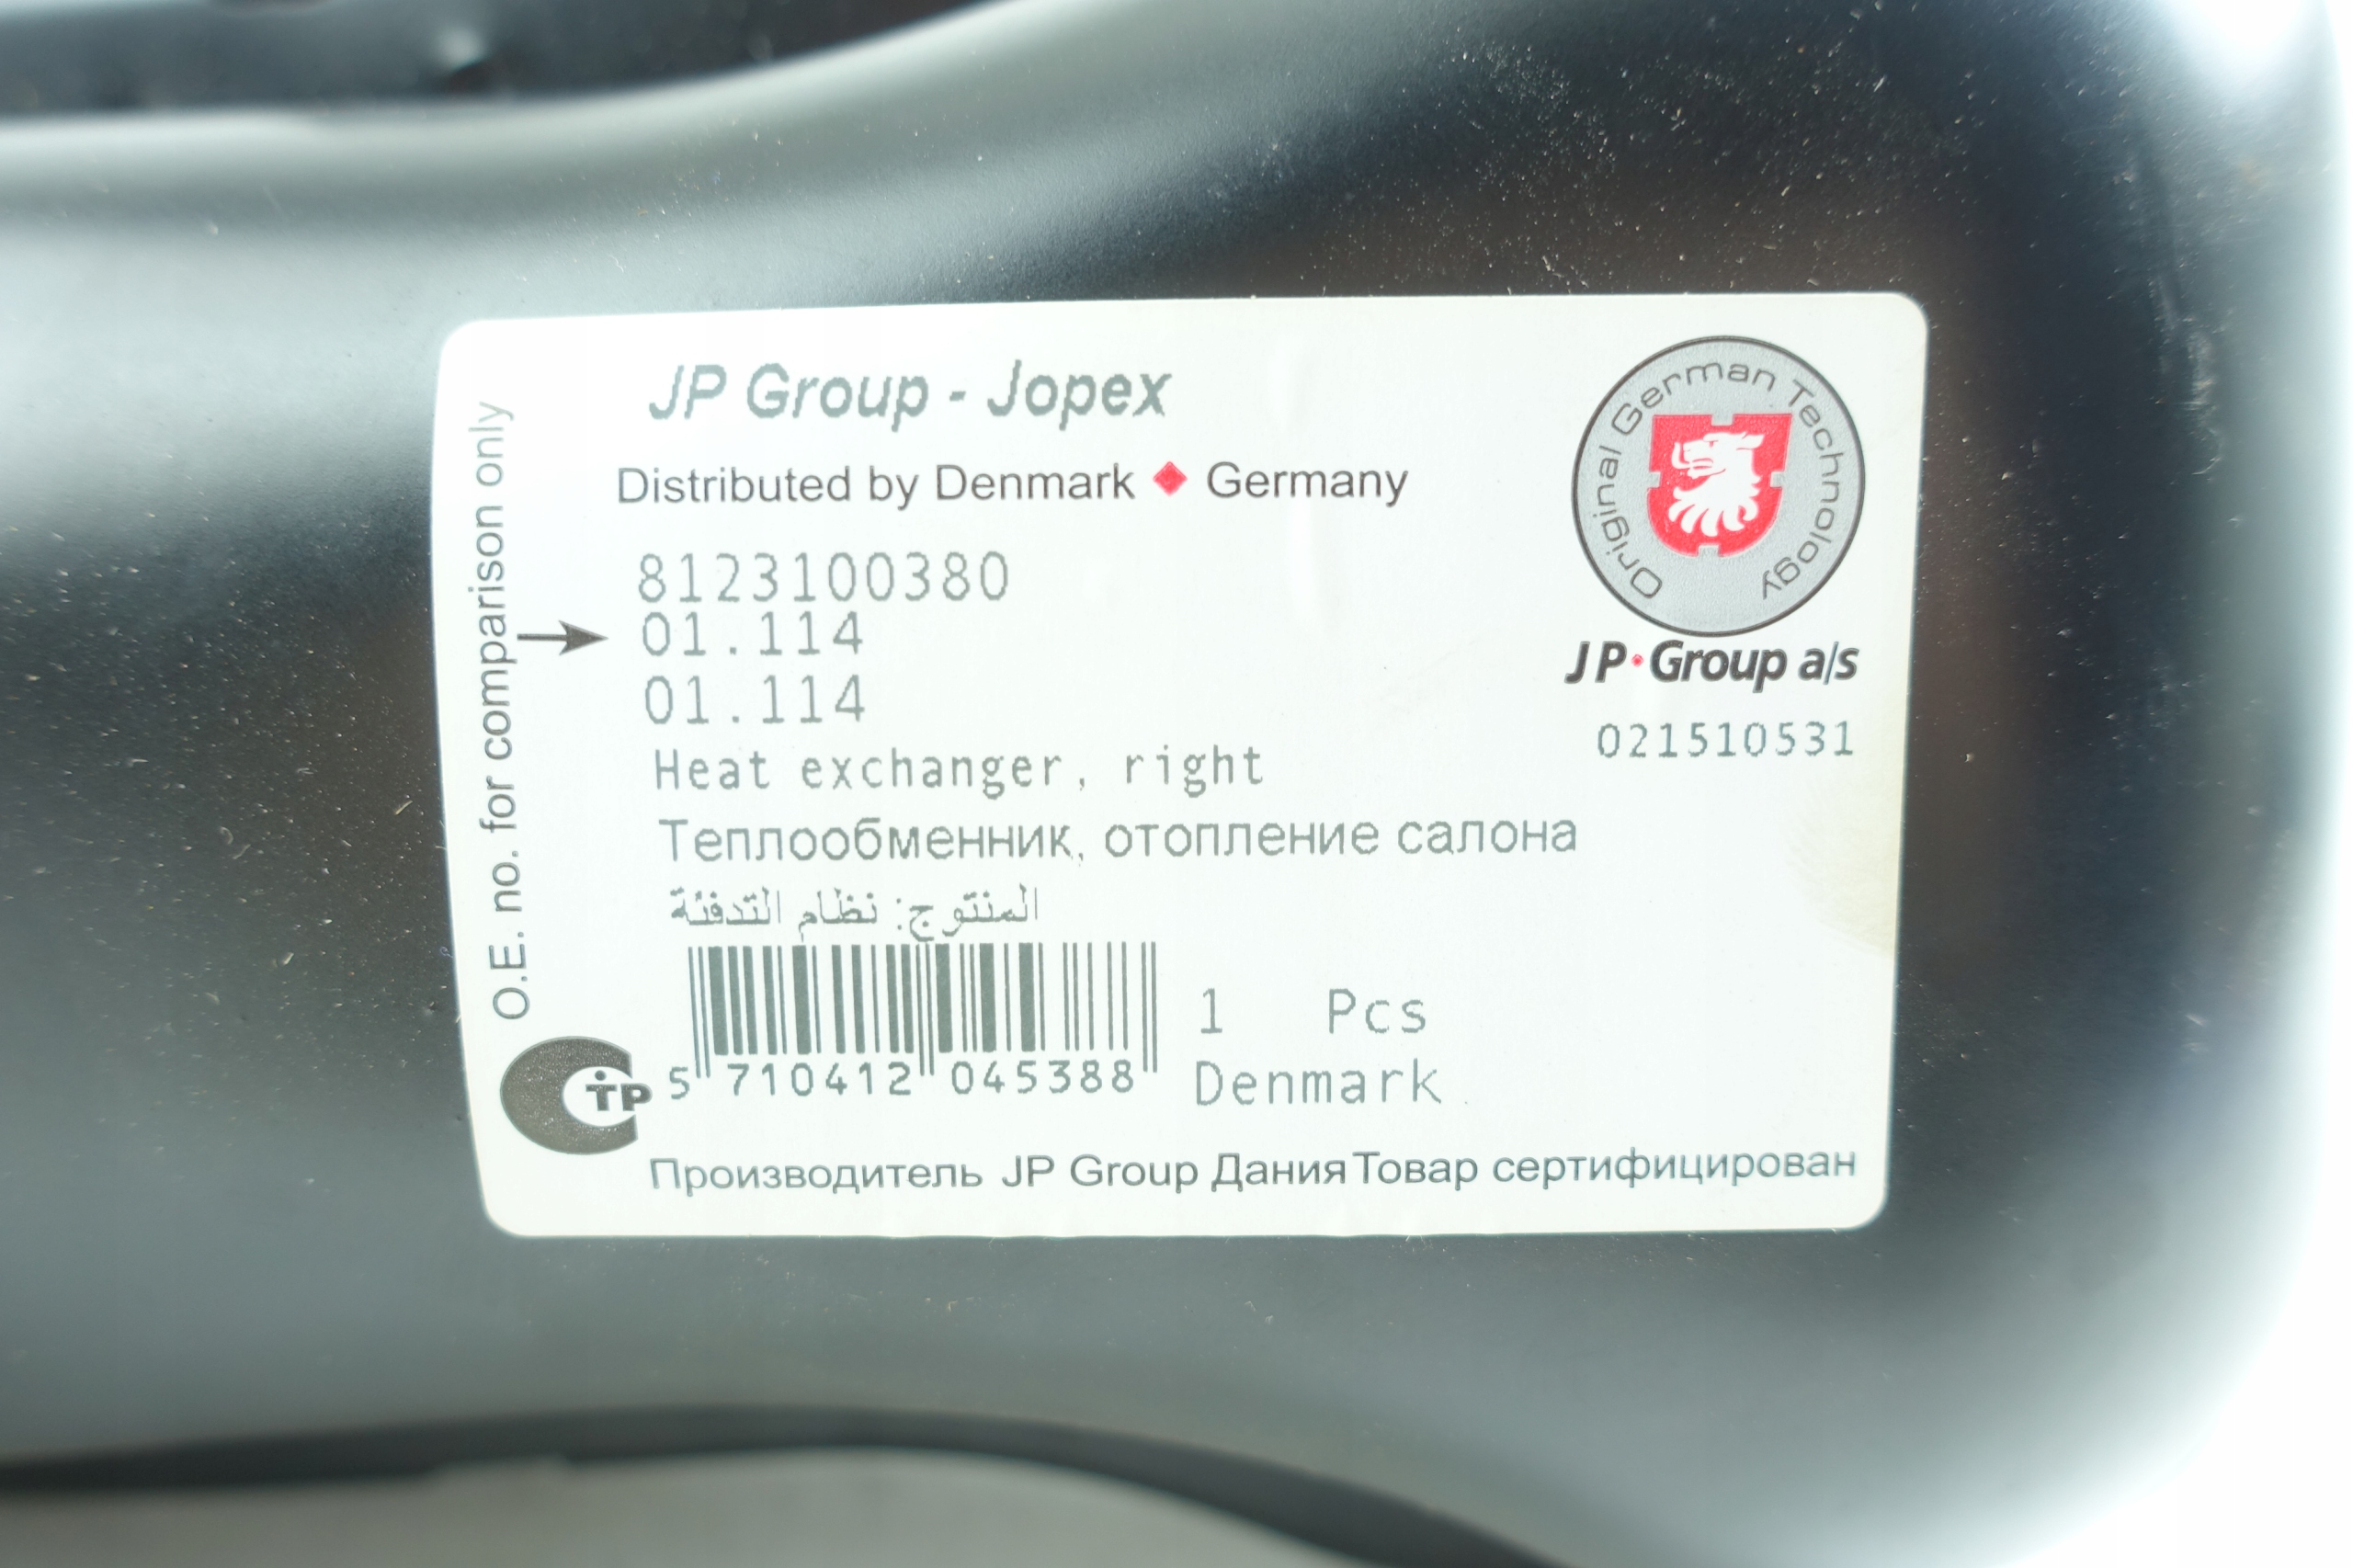 JP Group - Jopex
Distributed by Denmark ♦ Germany
8123100380
01.114
01.114
Heat exchanger, right
Теплообменник, отопление салона
المنتوج: نظام التدفئة
5 710412 045388
1 Pcs
Denmark
Производитель JP Group Дания Товар сертифицирован
O.E. no. for comparison only
Original German Technology
JP·Group a/s
021510531
СТР